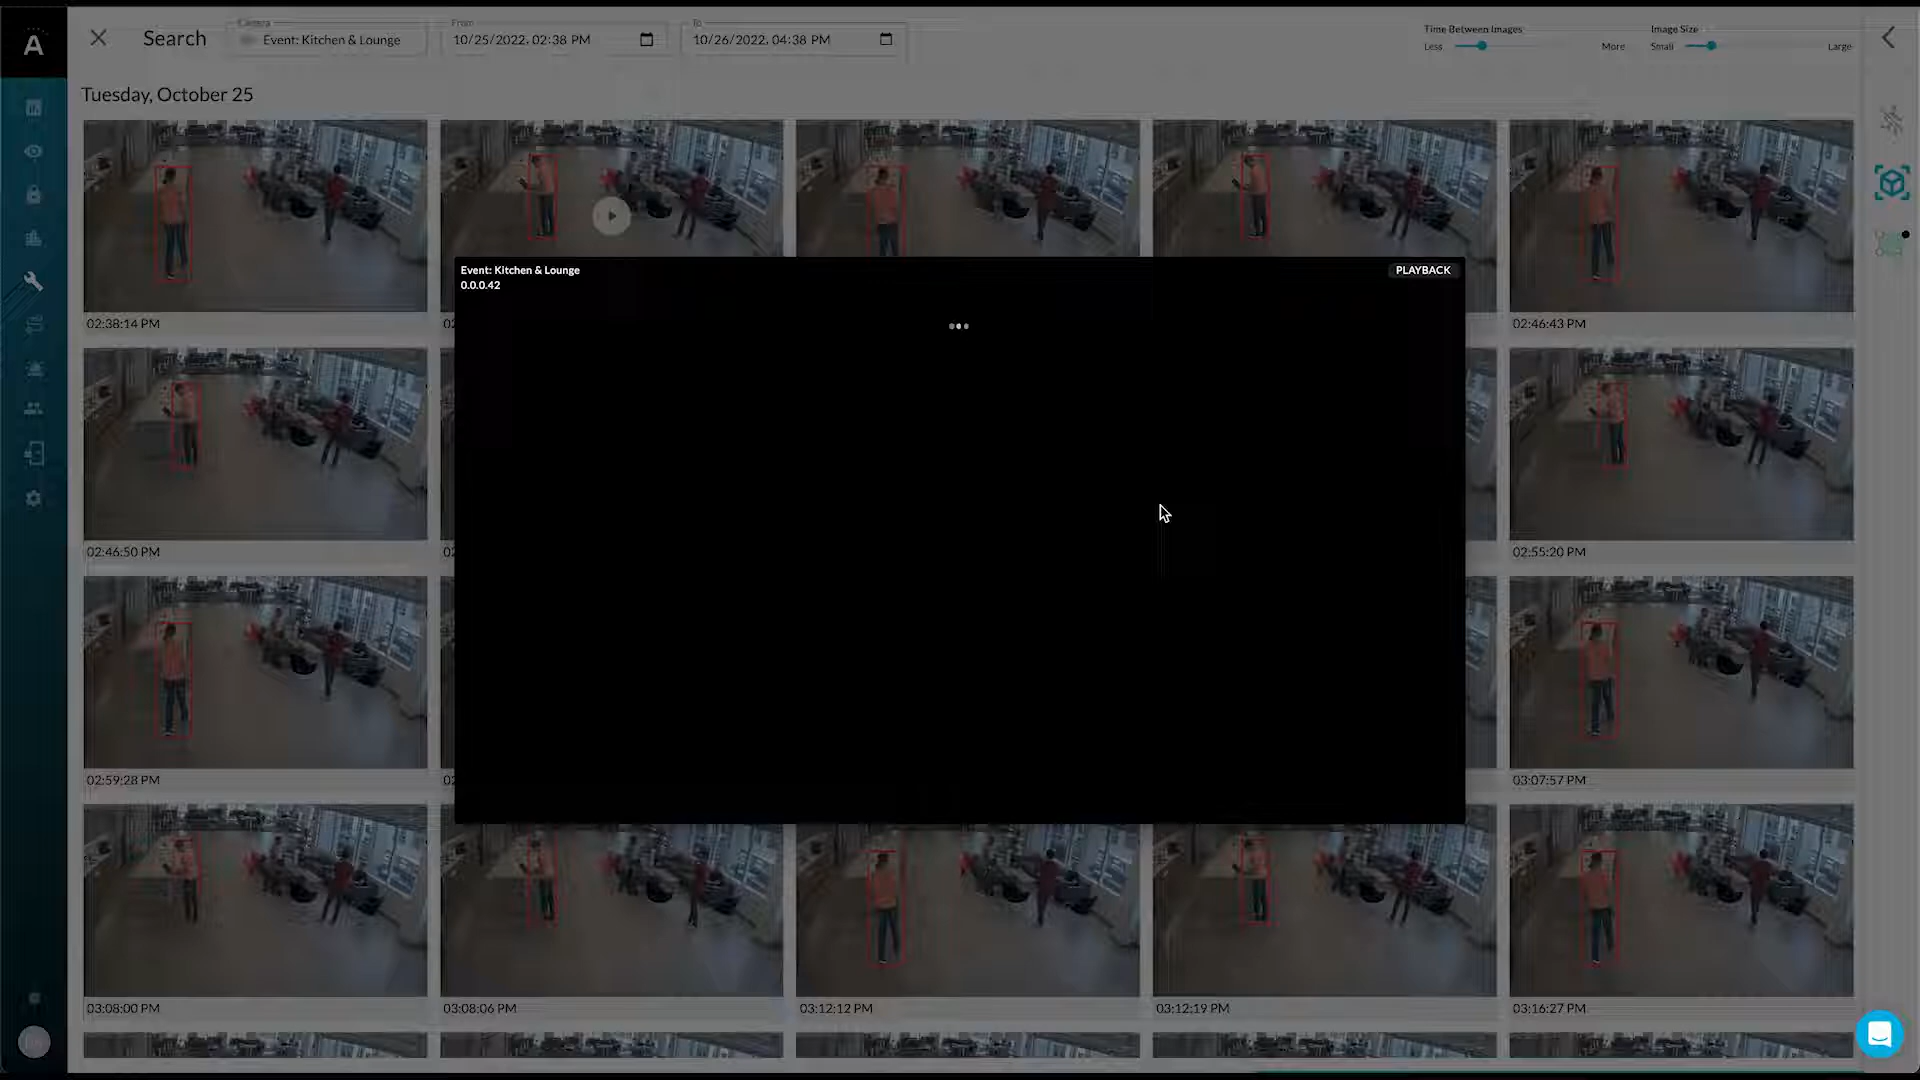 A
Search
Camera
Event: Kitchen & Lounge
From
10/25/2022, 02:38 PM
To
10/26/2022, 04:38 PM
Time Between Images
Less
More
Image Size
Small
Large
Tuesday, October 25
Event: Kitchen & Lounge
0.0.0.42
PLAYBACK
02:38:14 PM
02:46:43 PM
02:46:50 PM
02:55:20 PM
02:59:28 PM
03:07:57 PM
03:08:00 PM
03:08:06 PM
03:12:12 PM
03:12:19 PM
03:16:27 PM